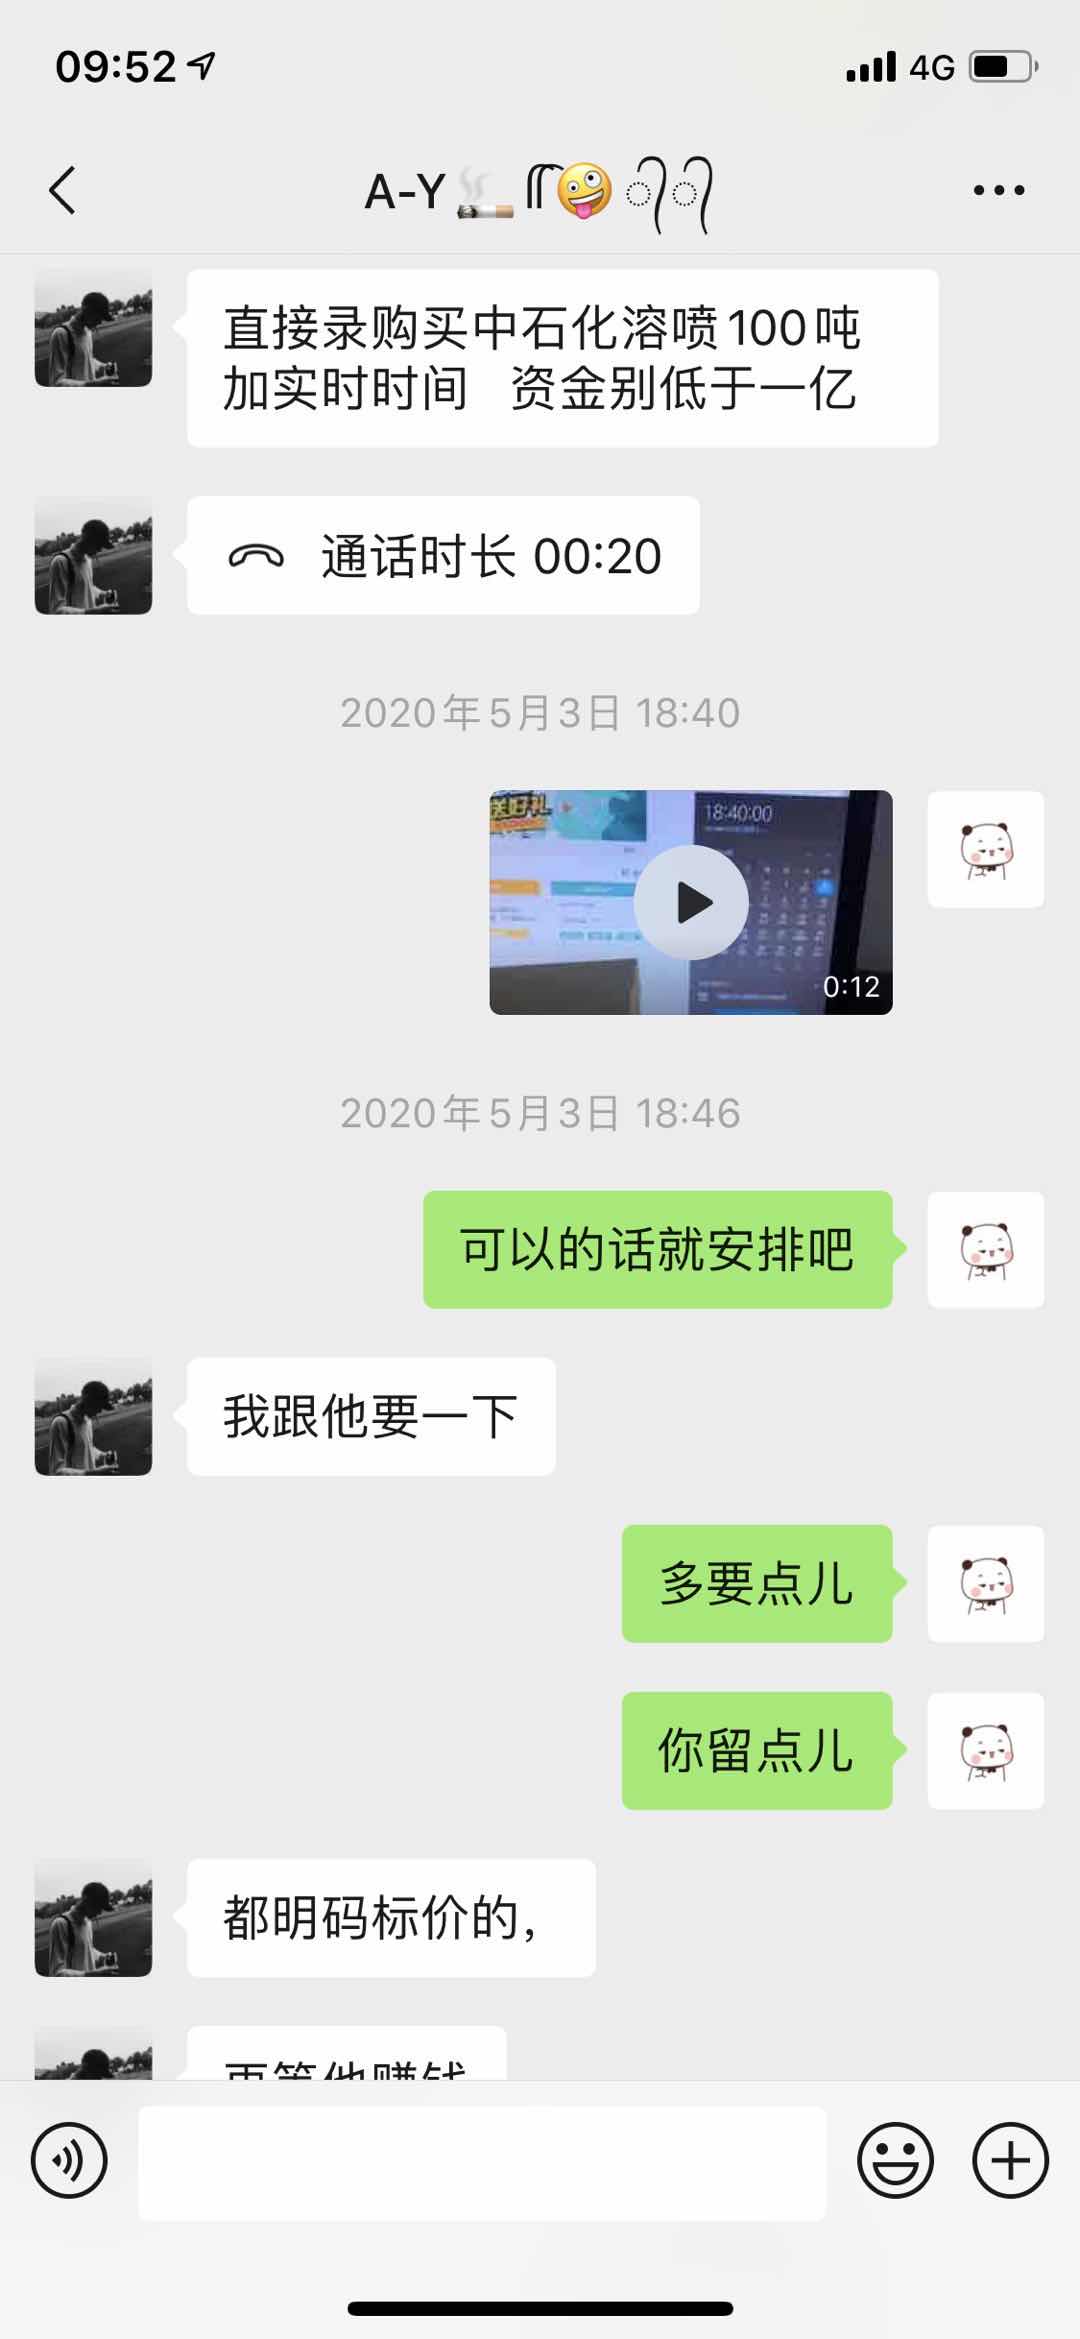 09:52
4G
A-Y
直接录购买中石化溶喷100吨
加实时时间 资金别低于一亿
通话时长 00:20
2020年5月3日 18:40
18:40:00
0:12
2020年5月3日 18:46
可以的话就安排吧
我跟他要一下
多要点儿
你留点儿
都明码标价的,